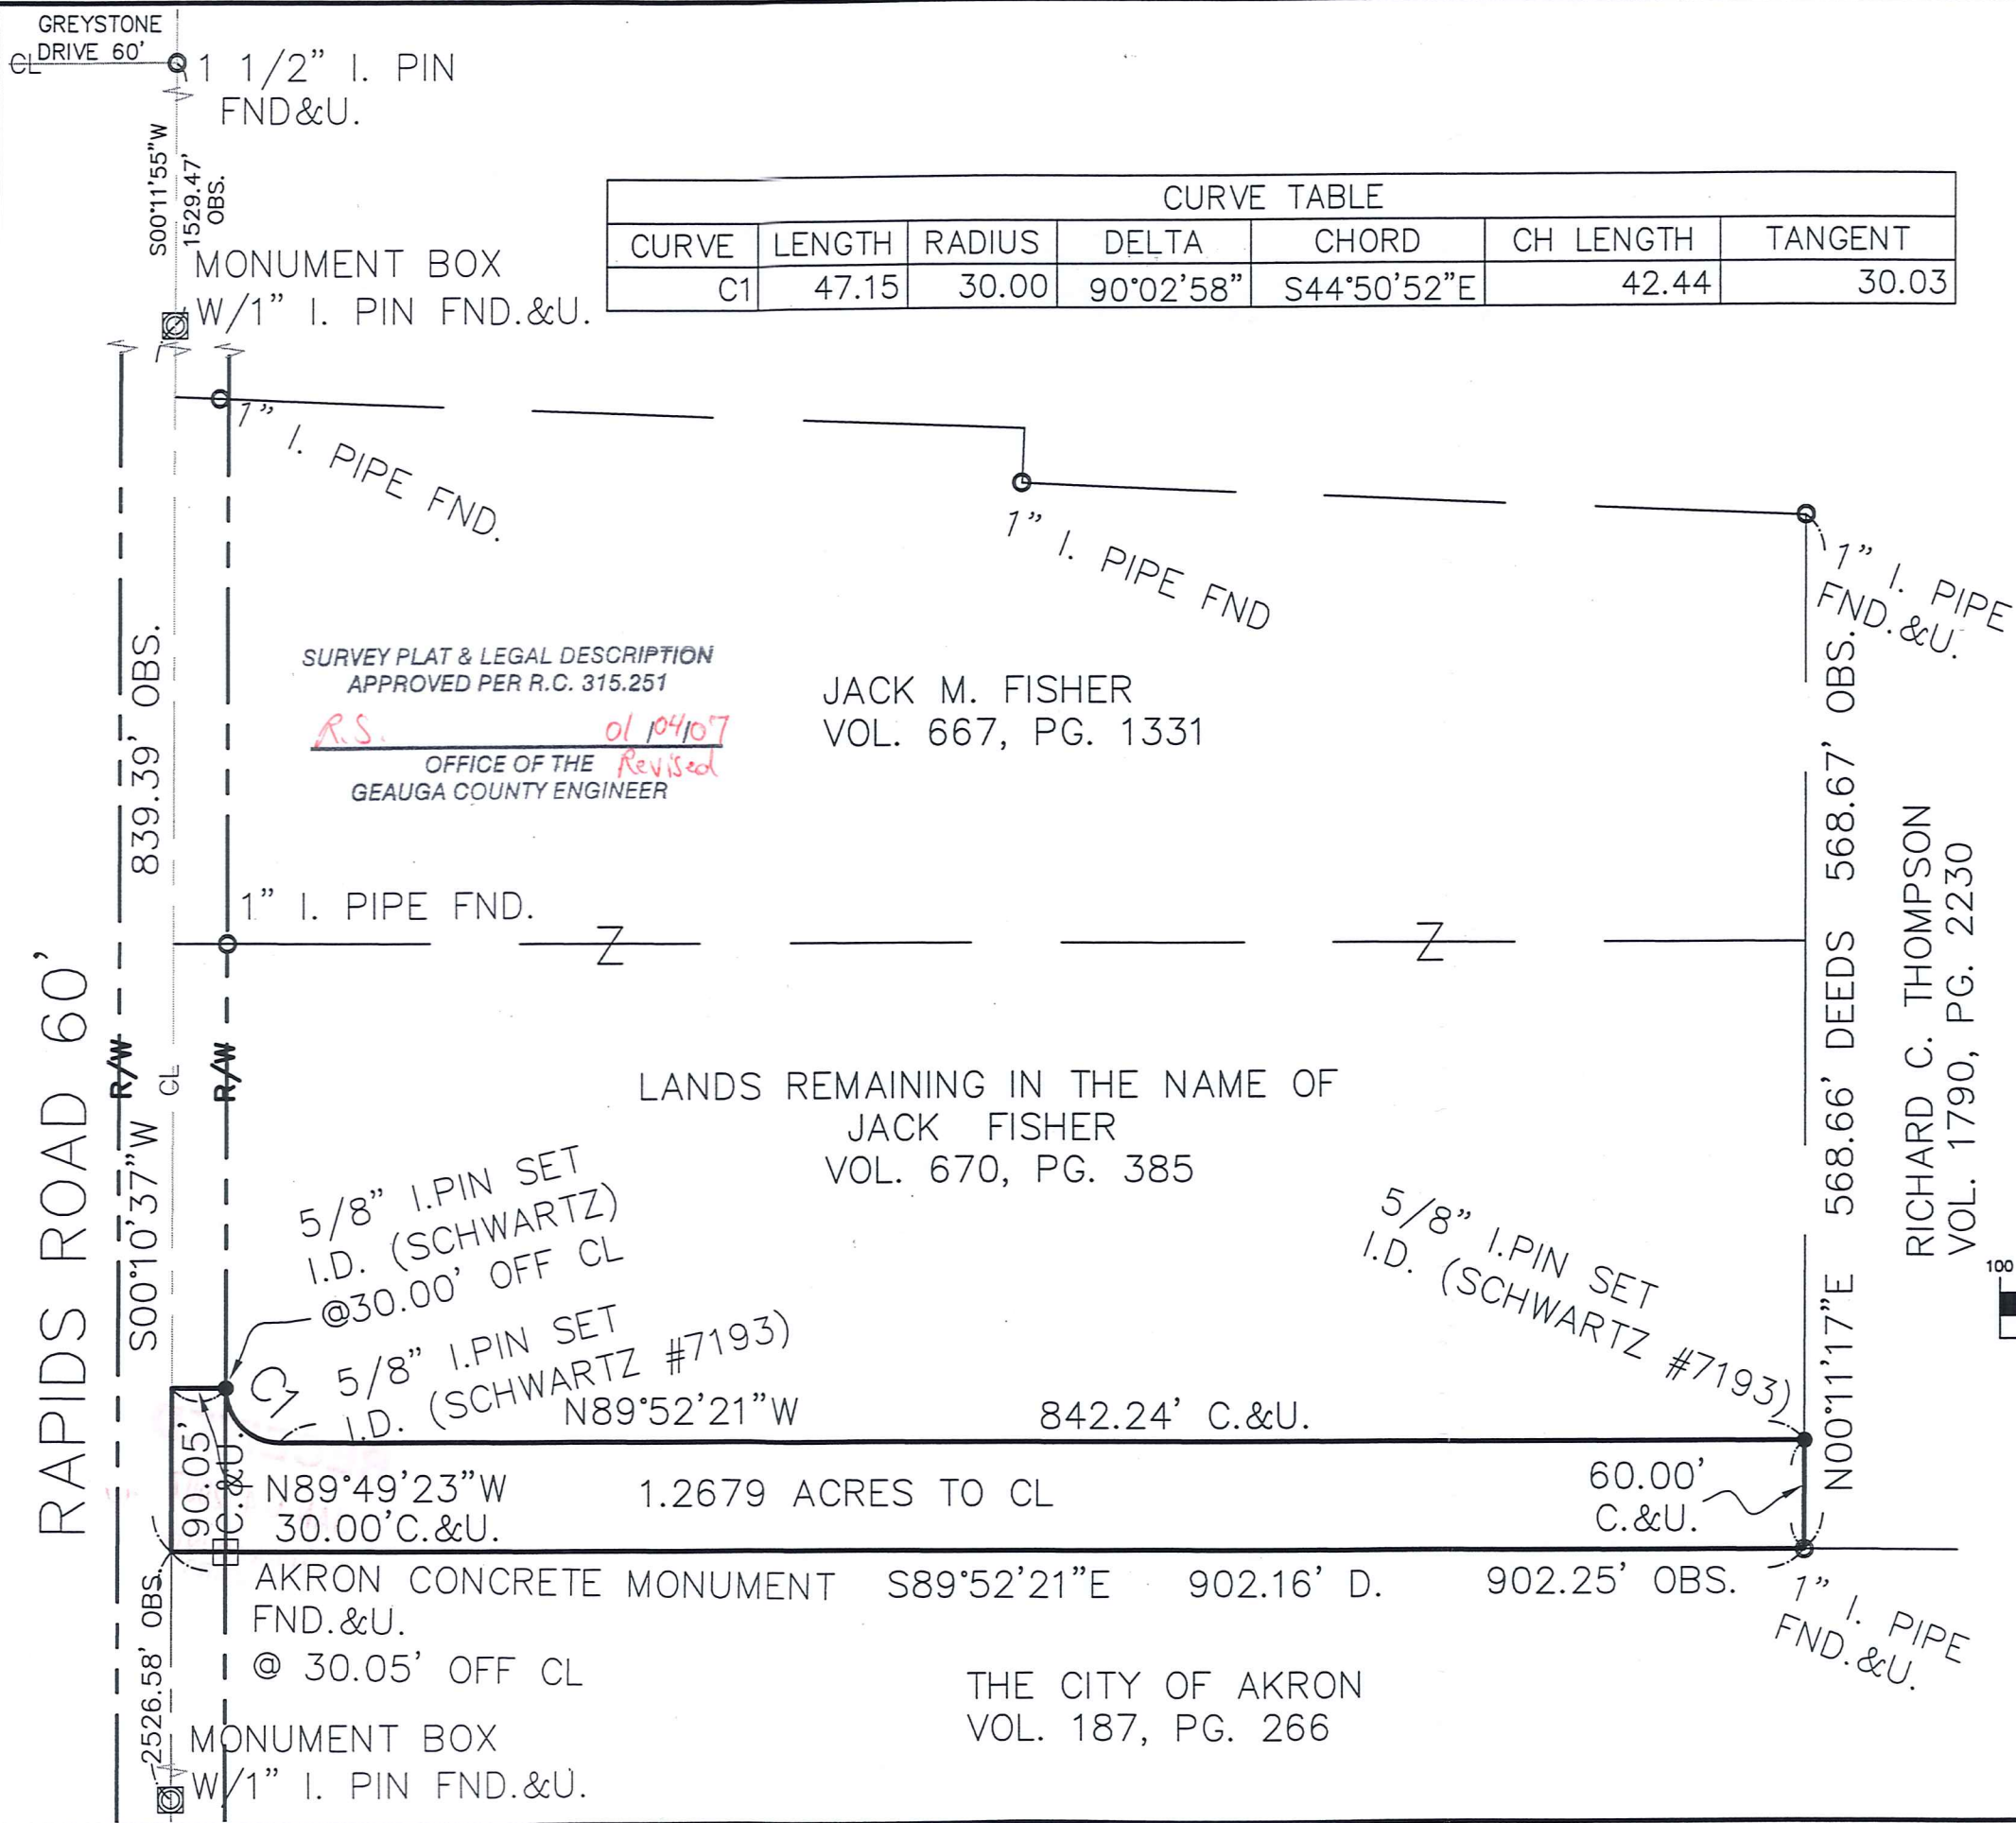 GREYSTONE
DRIVE 60'
CL
1 1/2" I. PIN
FND&U.
S00°11'55"W
1529.47'
OBS.
MONUMENT BOX
W/1" I. PIN FND.&U.
CURVE TABLE
CURVE LENGTH RADIUS DELTA CHORD CH LENGTH TANGENT
C1 47.15 30.00 90°02'58" S44°50'52"E 42.44 30.03
1" I. PIPE FND.
1" I. PIPE FND
1" I. PIPE
FND.&U.
SURVEY PLAT & LEGAL DESCRIPTION
APPROVED PER R.C. 315.251
R.S. 01/04/07
OFFICE OF THE Revised
GEAUGA COUNTY ENGINEER
JACK M. FISHER
VOL. 667, PG. 1331
839.39' OBS.
1" I. PIPE FND.
Z Z
568.66' DEEDS 568.67' OBS.
RICHARD C. THOMPSON
VOL. 1790, PG. 2230
RAPIDS ROAD 60'
R/W
CL
R/W
S00°10'37"W
LANDS REMAINING IN THE NAME OF
JACK FISHER
VOL. 670, PG. 385
5/8" I.PIN SET
I.D. (SCHWARTZ)
@30.00' OFF CL
5/8" I.PIN SET
I.D. (SCHWARTZ #7193)
5/8" I.PIN SET
I.D. (SCHWARTZ #7193)
N00°11'17"E
100
C1
N89°52'21"W 842.24' C.&U.
90.05'
C.&U.
N89°49'23"W
30.00'C.&U.
1.2679 ACRES TO CL
60.00'
C.&U.
AKRON CONCRETE MONUMENT S89°52'21"E 902.16' D. 902.25' OBS.
FND.&U.
@ 30.05' OFF CL
1" I. PIPE
FND.&U.
2526.58' OBS.
THE CITY OF AKRON
VOL. 187, PG. 266
MONUMENT BOX
W/1" I. PIN FND.&U.